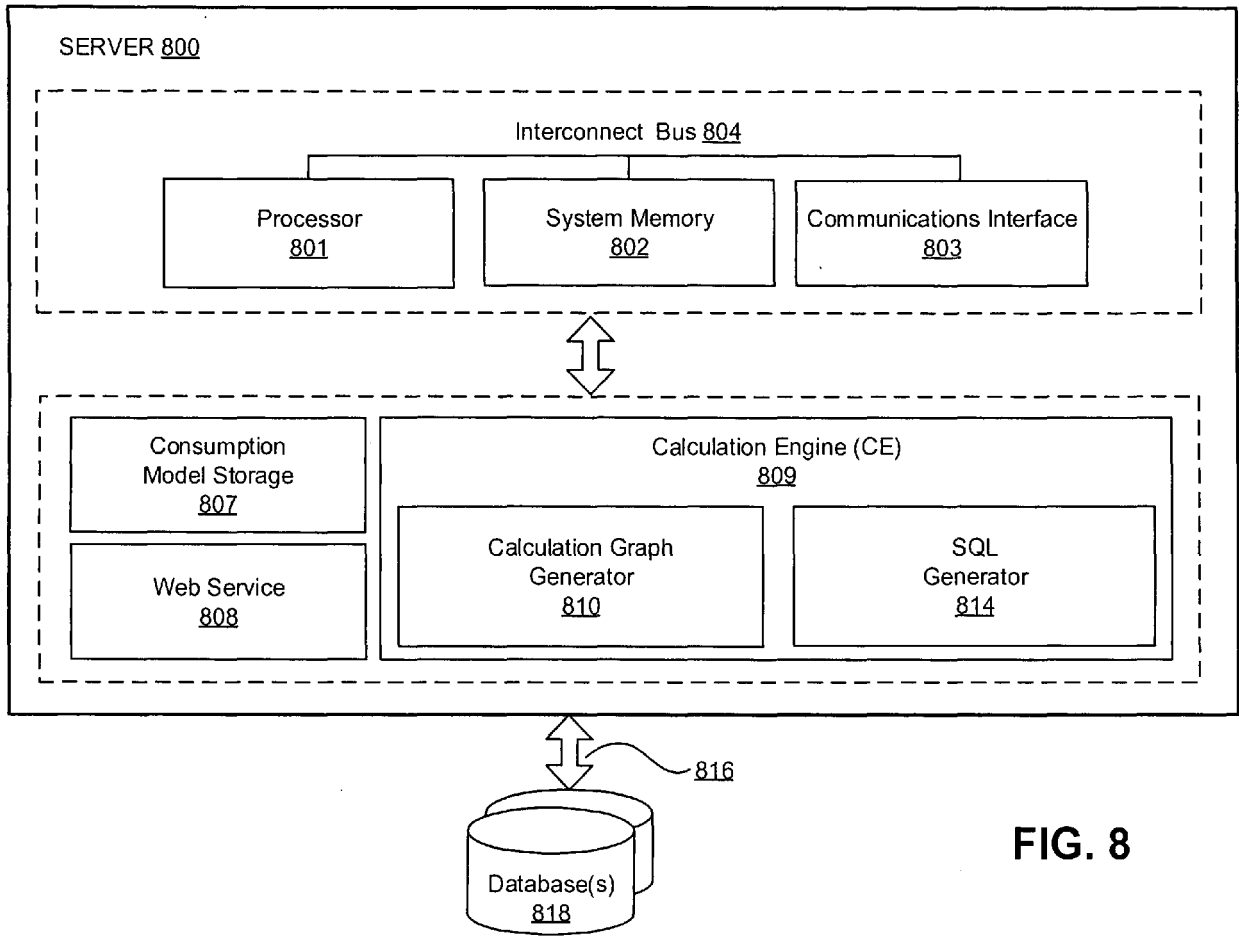 SERVER 800
Interconnect Bus 804
Processor
801
System Memory
802
Communications Interface
803
Consumption
Model Storage
807
Web Service
808
Calculation Engine (CE)
809
Calculation Graph
Generator
810
SQL
Generator
814
816
Database(s)
818
FIG. 8